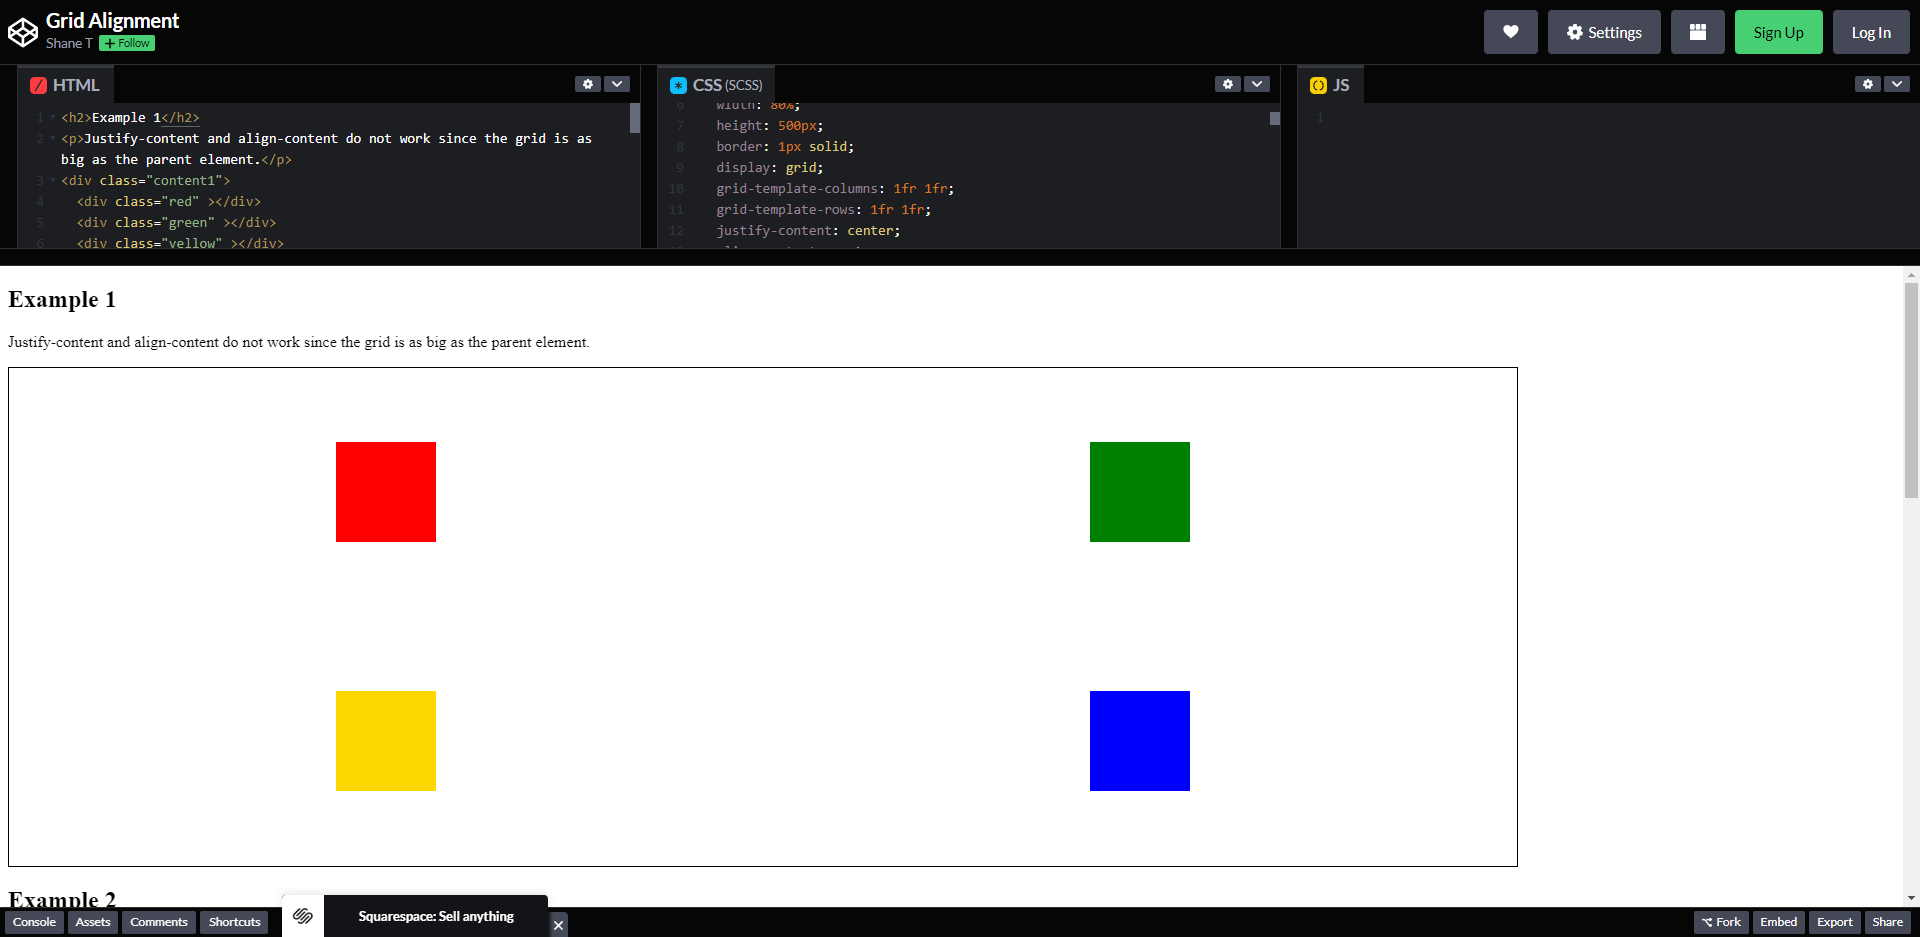 Grid Alignment
Shane T + Follow
Settings
Sign Up
Log In
HTML
1 <h2>Example 1</h2>
2 <p>Justify-content and align-content do not work since the grid is as
big as the parent element.</p>
3 <div class="content1">
4 <div class="red" ></div>
5 <div class="green" ></div>
6 <div class="yellow" ></div>
CSS (SCSS)
6 width: 80%;
7 height: 500px;
8 border: 1px solid;
9 display: grid;
10 grid-template-columns: 1fr 1fr;
11 grid-template-rows: 1fr 1fr;
12 justify-content: center;
JS
1
Example 1
Justify-content and align-content do not work since the grid is as big as the parent element.
Example 2
Console
Assets
Comments
Shortcuts
Squarespace: Sell anything
Fork
Embed
Export
Share